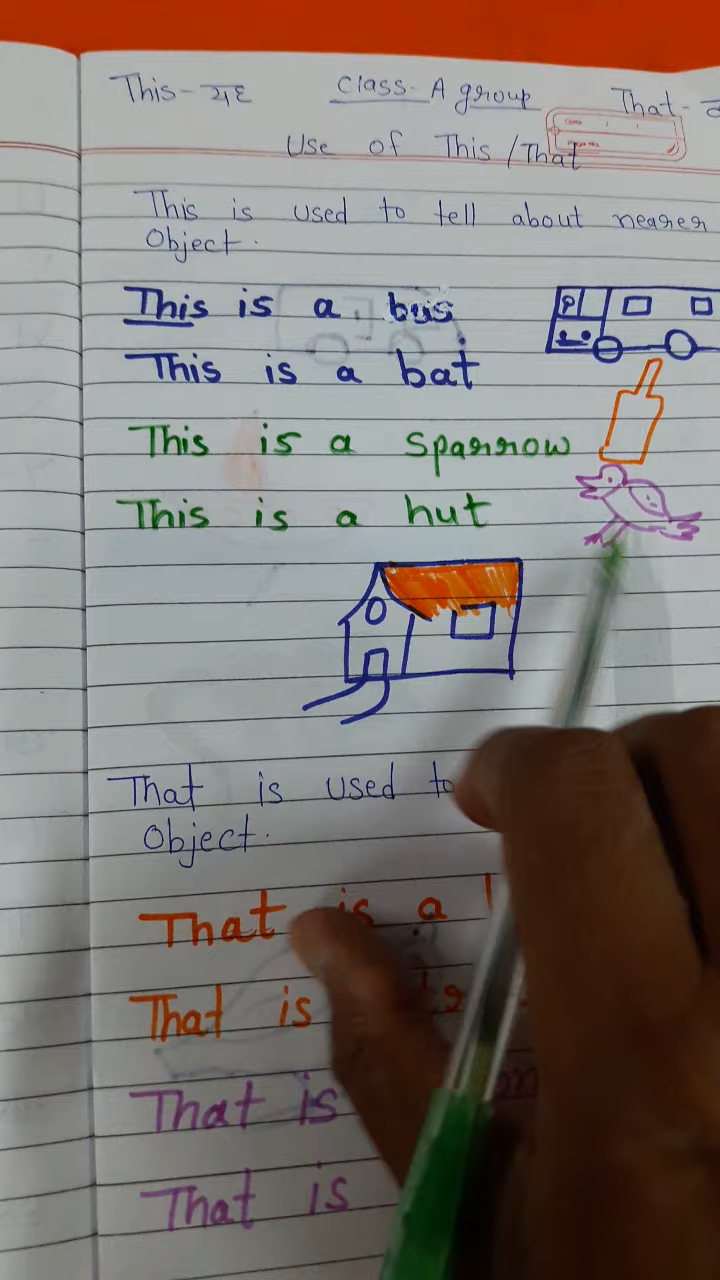 This - यह Class - A group That -
Use of This / That
This is used to tell about nearer
Object.
This is a bus
This is a bat
This is a sparrow
This is a hut
That is used to
Object.
That is a
That is
That is
That is